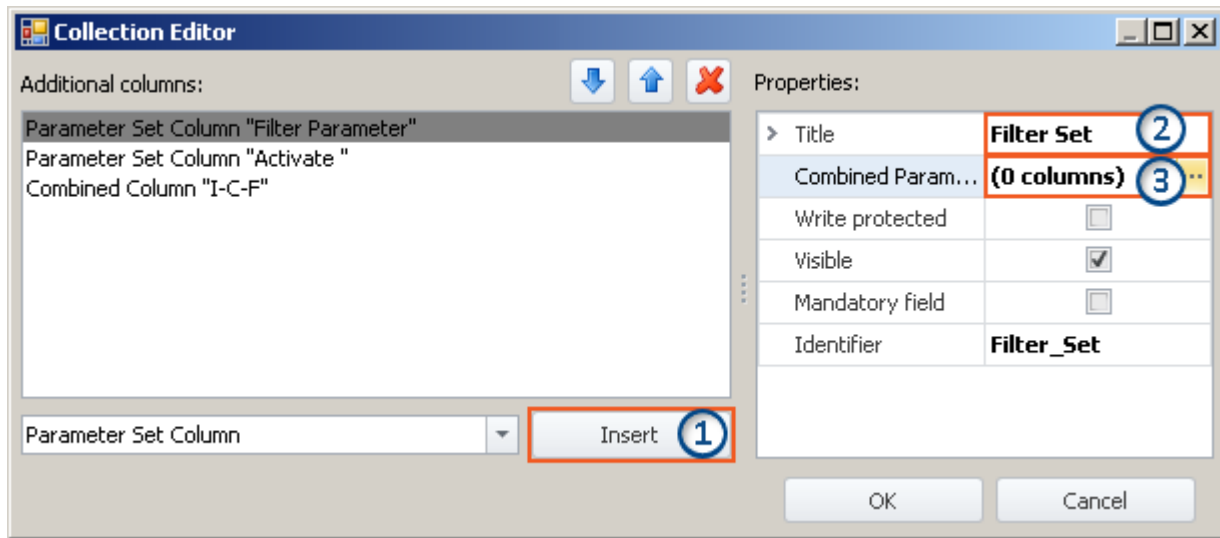 Collection Editor
Additional columns:
Parameter Set Column "Filter Parameter"
Parameter Set Column "Activate "
Combined Column "I-C-F"
Parameter Set Column
Insert
1
Properties:
Title Filter Set 2
Combined Param... (0 columns) 3 ..
Write protected
Visible
Mandatory field
Identifier Filter_Set
OK Cancel